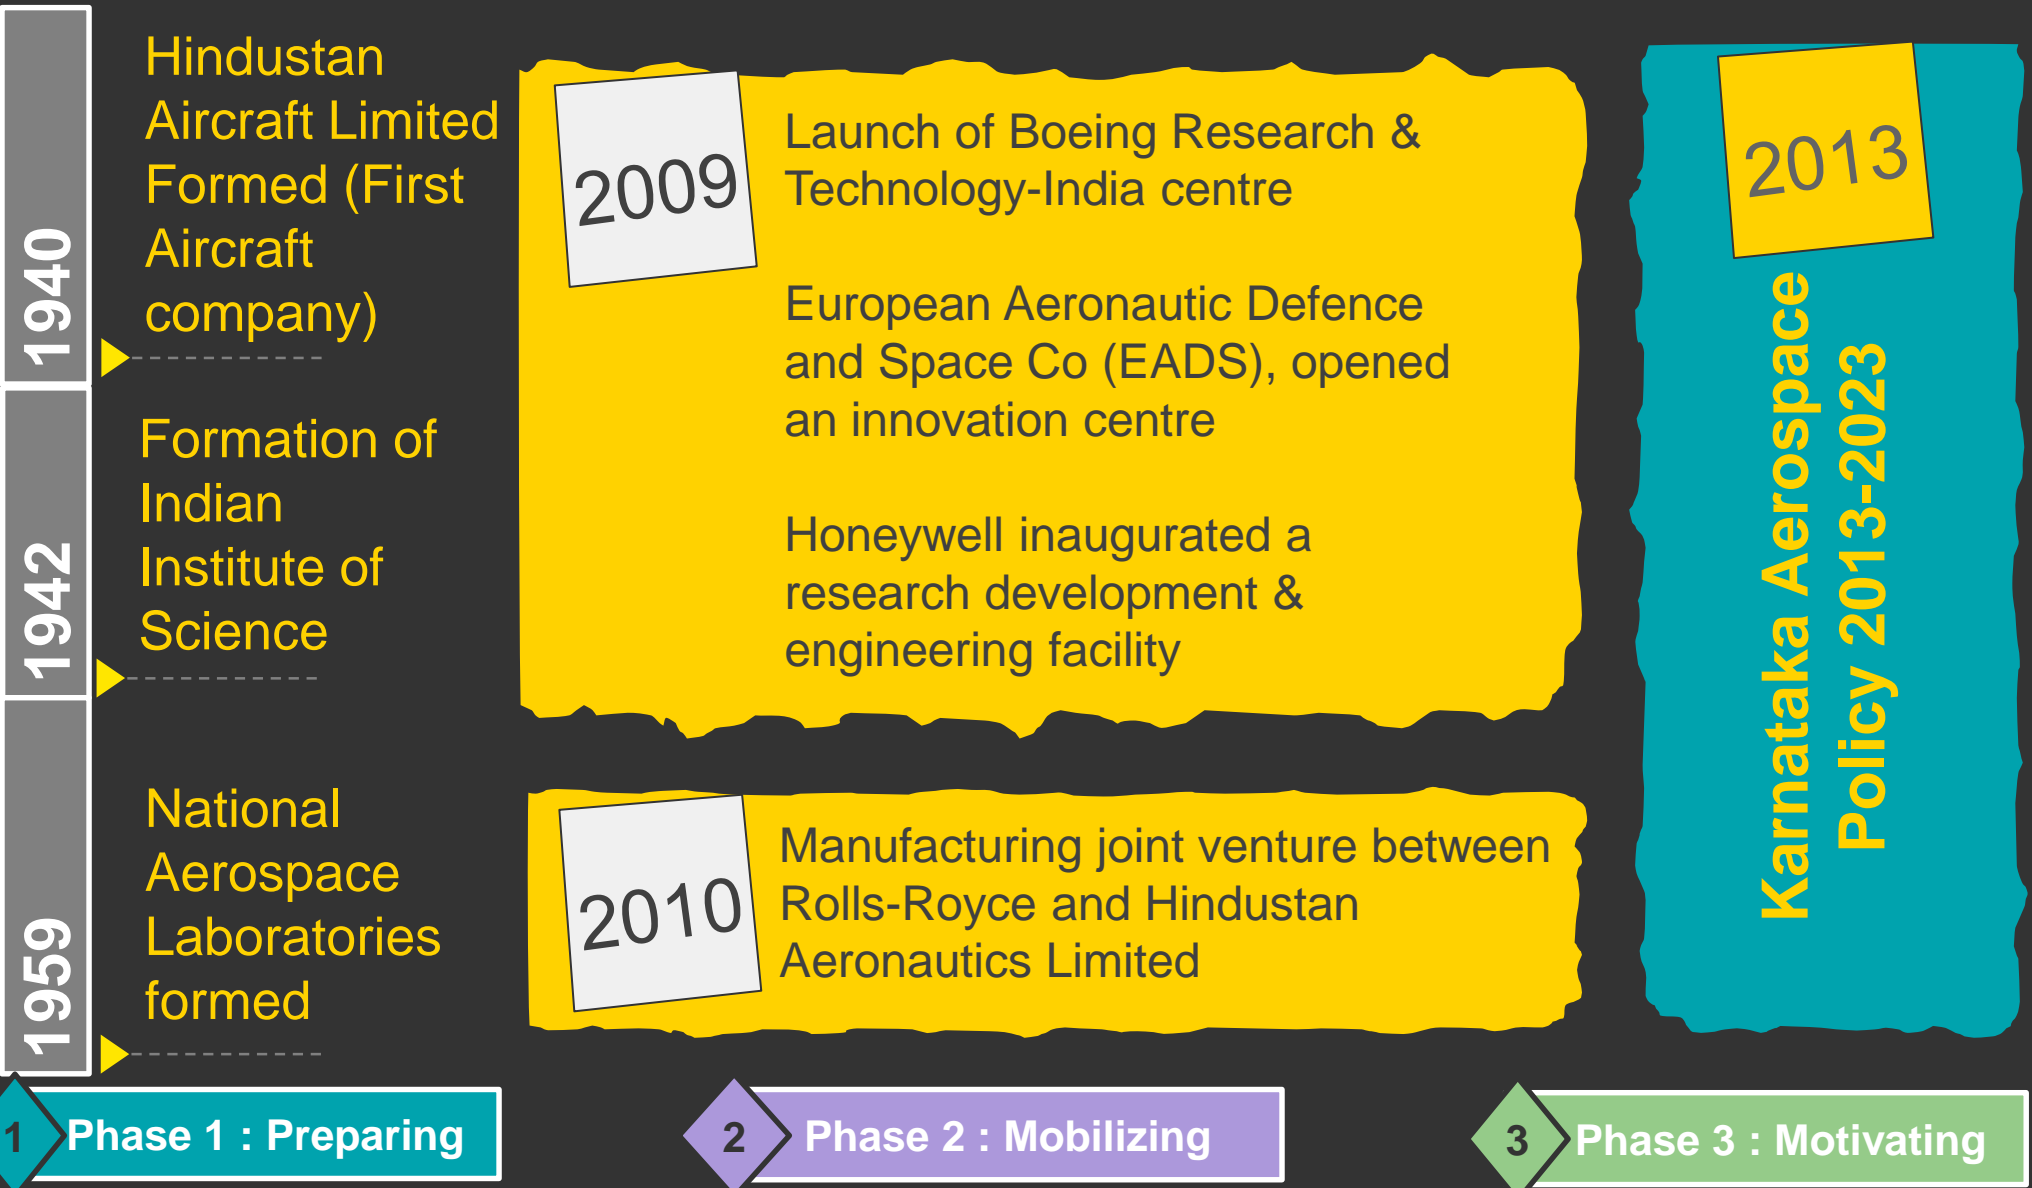 1940
Hindustan
Aircraft Limited
Formed (First
Aircraft
company)
1942
Formation of
Indian
Institute of
Science
1959
National
Aerospace
Laboratories
formed
2009
Launch of Boeing Research &
Technology-India centre
European Aeronautic Defence
and Space Co (EADS), opened
an innovation centre
Honeywell inaugurated a
research development &
engineering facility
2010
Manufacturing joint venture between
Rolls-Royce and Hindustan
Aeronautics Limited
2013
Karnataka Aerospace
Policy 2013-2023
1 Phase 1 : Preparing
2 Phase 2 : Mobilizing
3 Phase 3 : Motivating